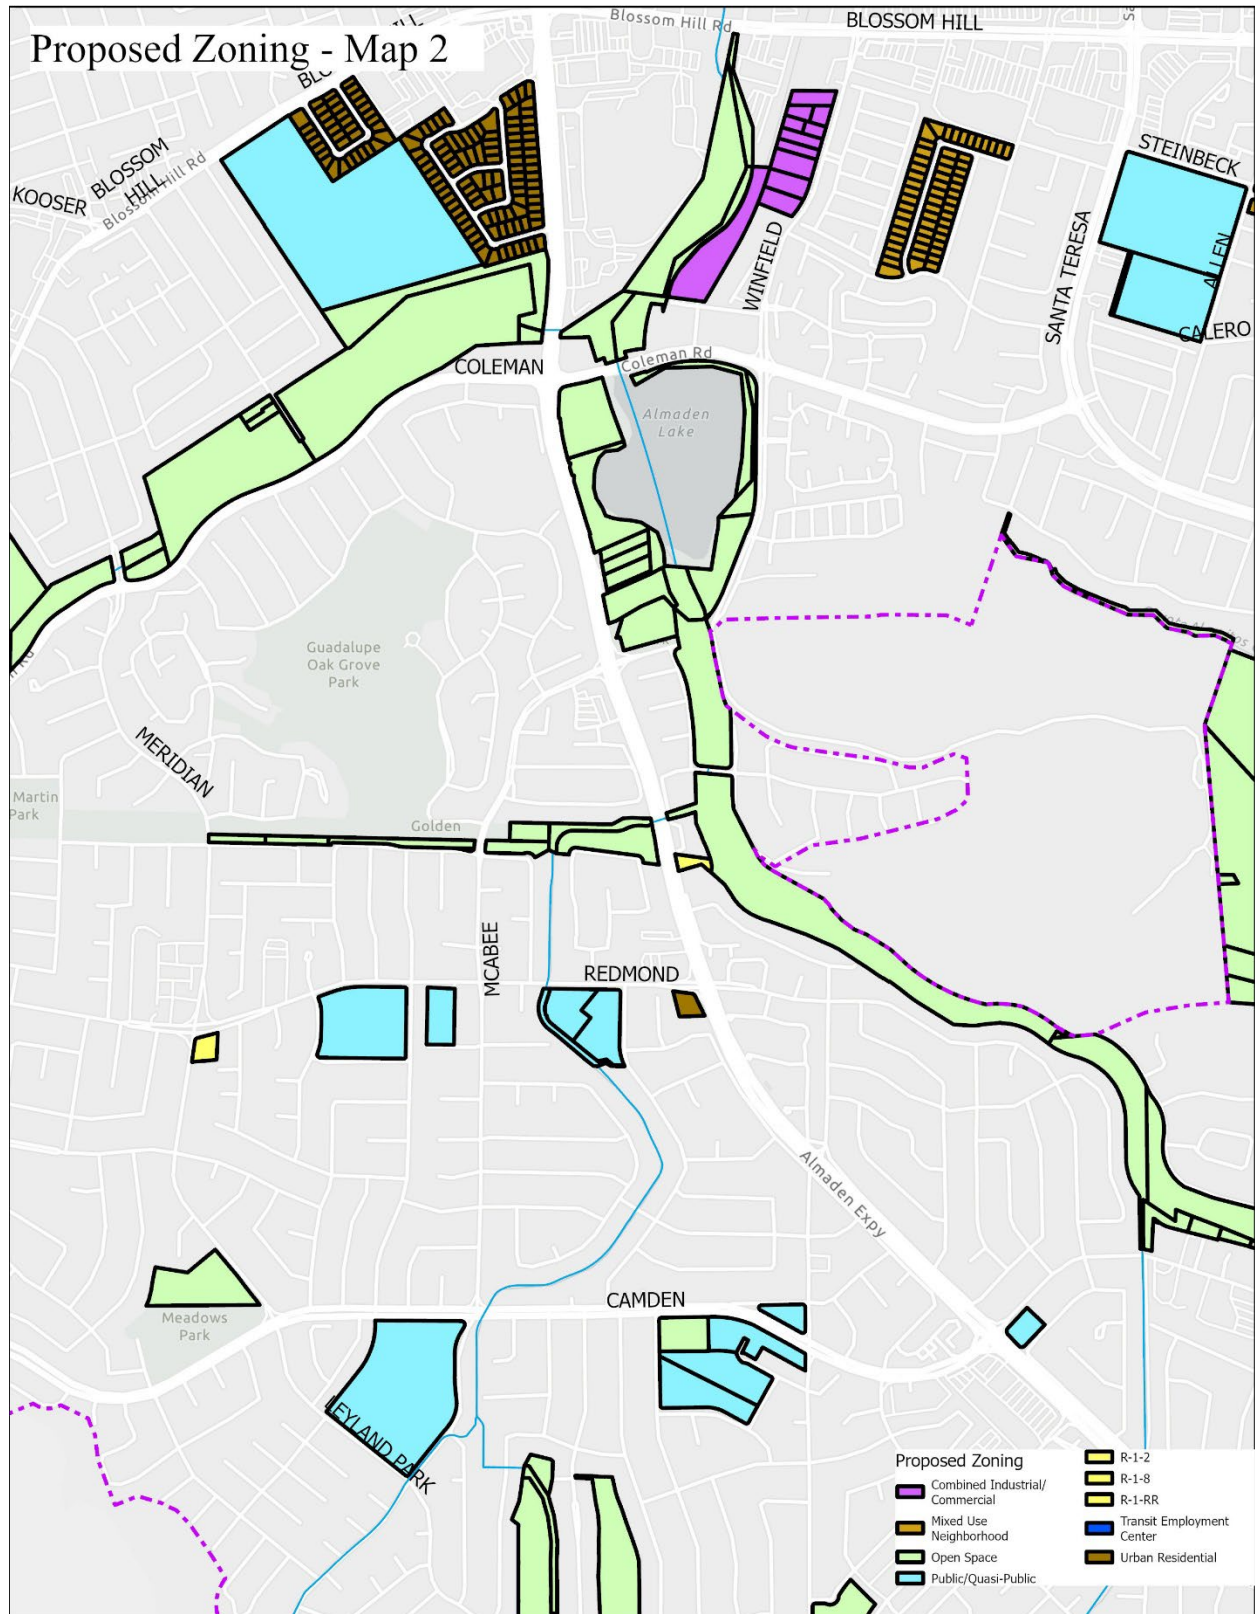 Proposed Zoning - Map 2
Blossom Hill Rd
BLOSSOM HILL
BLOSSOM
HILL
KOOSER
Blossom Hill Rd
STEINBECK
WINFIELD
SANTA TERESA
ALLEN
CALERO
COLEMAN
Coleman Rd
Almaden
Lake
Guadalupe
Oak Grove
Park
MERIDIAN
Martin
Park
Golden
MCABEE
REDMOND
Almaden Expy
Meadows
Park
CAMDEN
LEYLAND PARK
Proposed Zoning
Combined Industrial/
Commercial
Mixed Use
Neighborhood
Open Space
Public/Quasi-Public
R-1-2
R-1-8
R-1-RR
Transit Employment
Center
Urban Residential